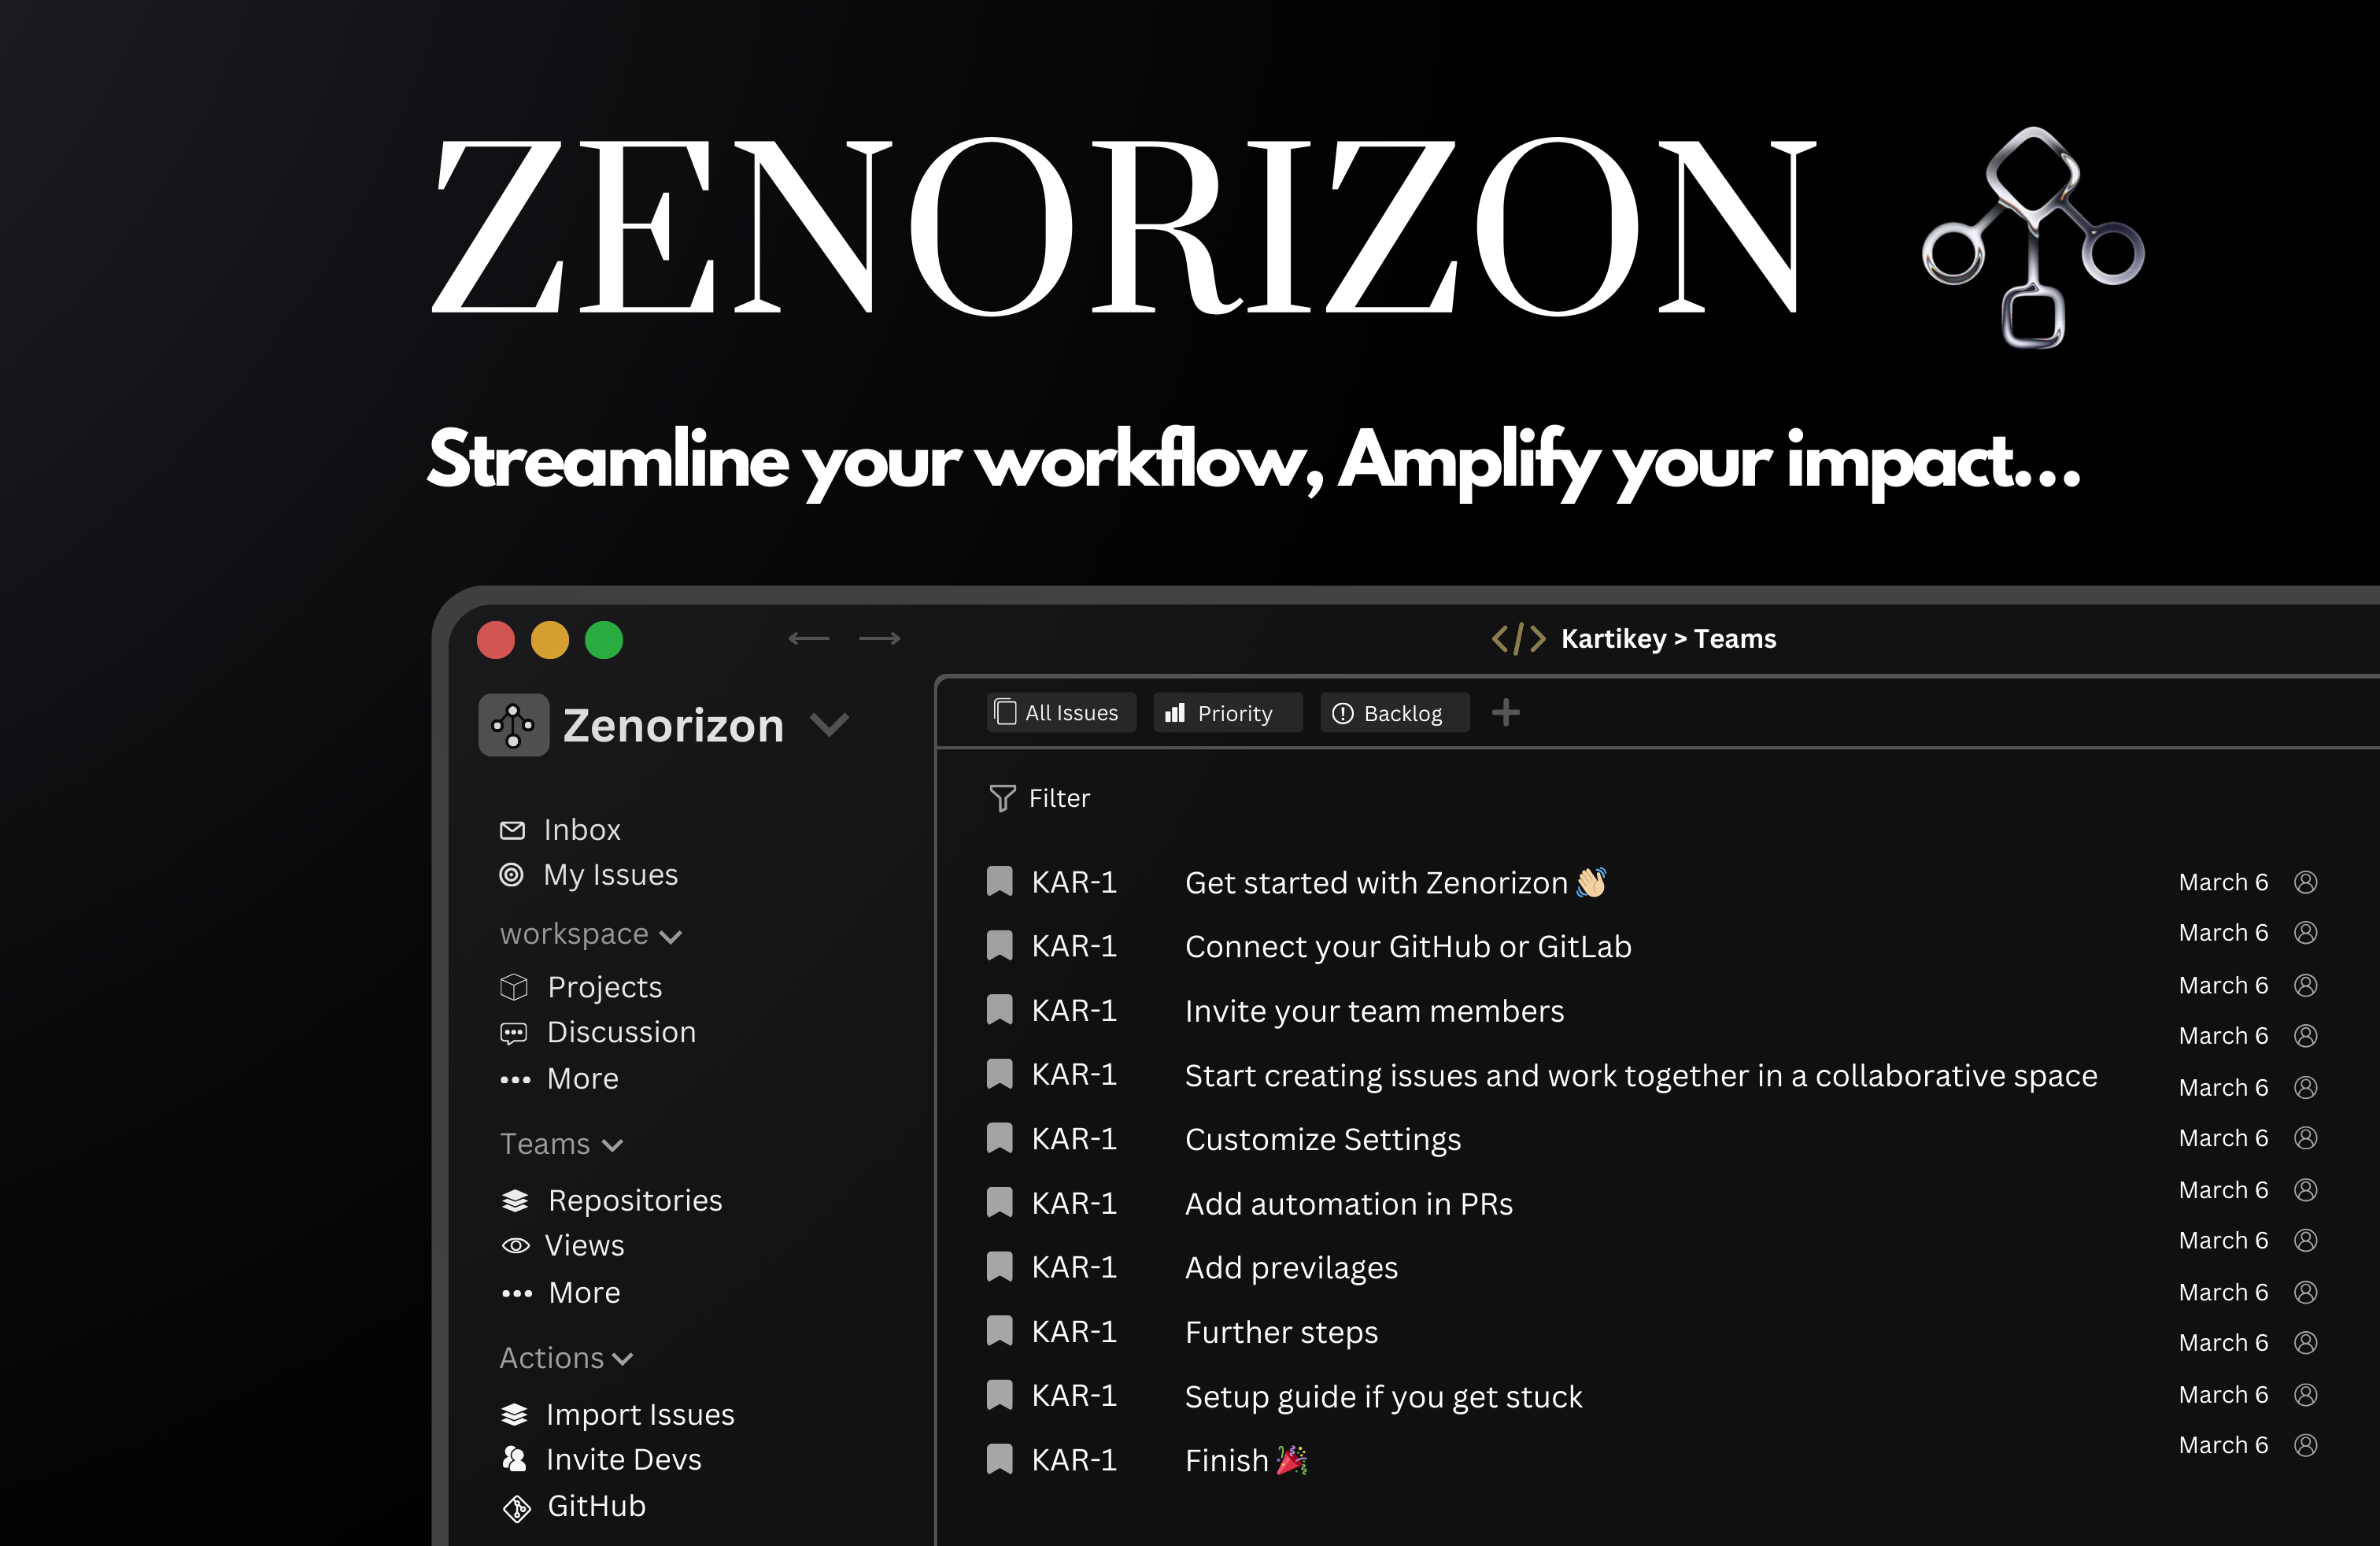 ZENORIZON
Streamline your workflow, Amplify your impact...
</> Kartikey > Teams
Zenorizon
Inbox
My Issues
workspace
Projects
Discussion
More
Teams
Repositories
Views
More
Actions
Import Issues
Invite Devs
GitHub
All Issues Priority Backlog +
Filter
KAR-1 Get started with Zenorizon 👋🏻 March 6
KAR-1 Connect your GitHub or GitLab March 6
KAR-1 Invite your team members March 6
KAR-1 Start creating issues and work together in a collaborative space March 6
KAR-1 Customize Settings March 6
KAR-1 Add automation in PRs March 6
KAR-1 Add previlages March 6
KAR-1 Further steps March 6
KAR-1 Setup guide if you get stuck March 6
KAR-1 Finish 🎉 March 6
March 6
March 6